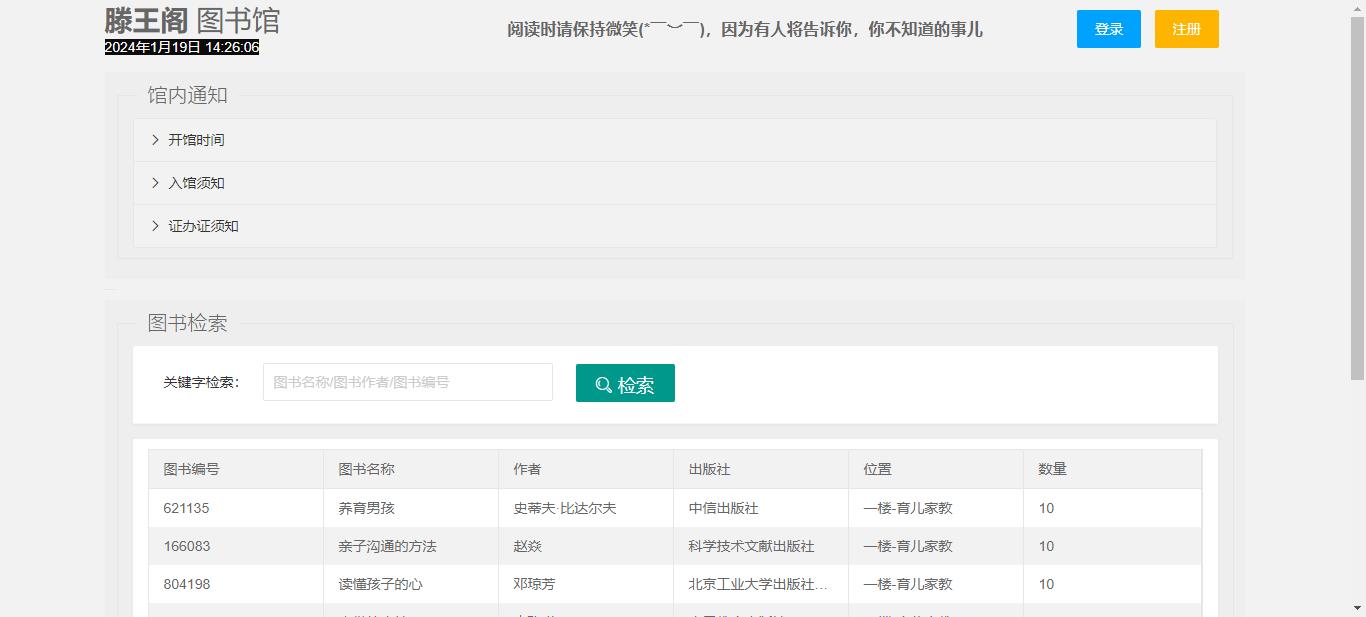 滕王阁 图书馆
2024年1月19日 14:26:06
阅读时请保持微笑(*￣︶￣)，因为有人将告诉你，你不知道的事儿
登录
注册
馆内通知
开馆时间
入馆须知
证办证须知
图书检索
关键字检索： 图书名称/图书作者/图书编号 检索
图书编号 图书名称 作者 出版社 位置 数量
621135 养育男孩 史蒂夫·比达尔夫 中信出版社 一楼-育儿家教 10
166083 亲子沟通的方法 赵焱 科学技术文献出版社 一楼-育儿家教 10
804198 读懂孩子的心 邓琼芳 北京工业大学出版社… 一楼-育儿家教 10